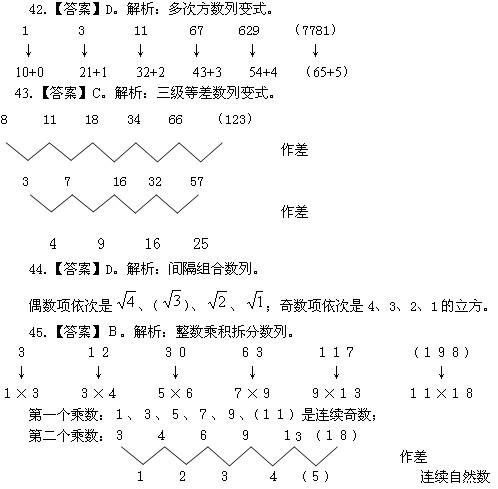 42.【答案】D。解析：多次方数列变式。
1 3 11 67 629 (7781)
↓ ↓ ↓ ↓ ↓ ↓
10+0 21+1 32+2 43+3 54+4 (65+5)
43.【答案】C。解析：三级等差数列变式。
8 11 18 34 66 (123)
作差
3 7 16 32 57
作差
4 9 16 25
44.【答案】D。解析：间隔组合数列。
偶数项依次是√4、(√3)、√2、√1；奇数项依次是4、3、2、1的立方。
45.【答案】B。解析：整数乘积拆分数列。
3 12 30 63 117 (198)
↓ ↓ ↓ ↓ ↓ ↓
1×3 3×4 5×6 7×9 9×13 11×18
第一个乘数：1、3、5、7、9、(11)是连续奇数；
第二个乘数：3 4 6 9 13 (18)
作差
1 2 3 4 (5) 连续自然数